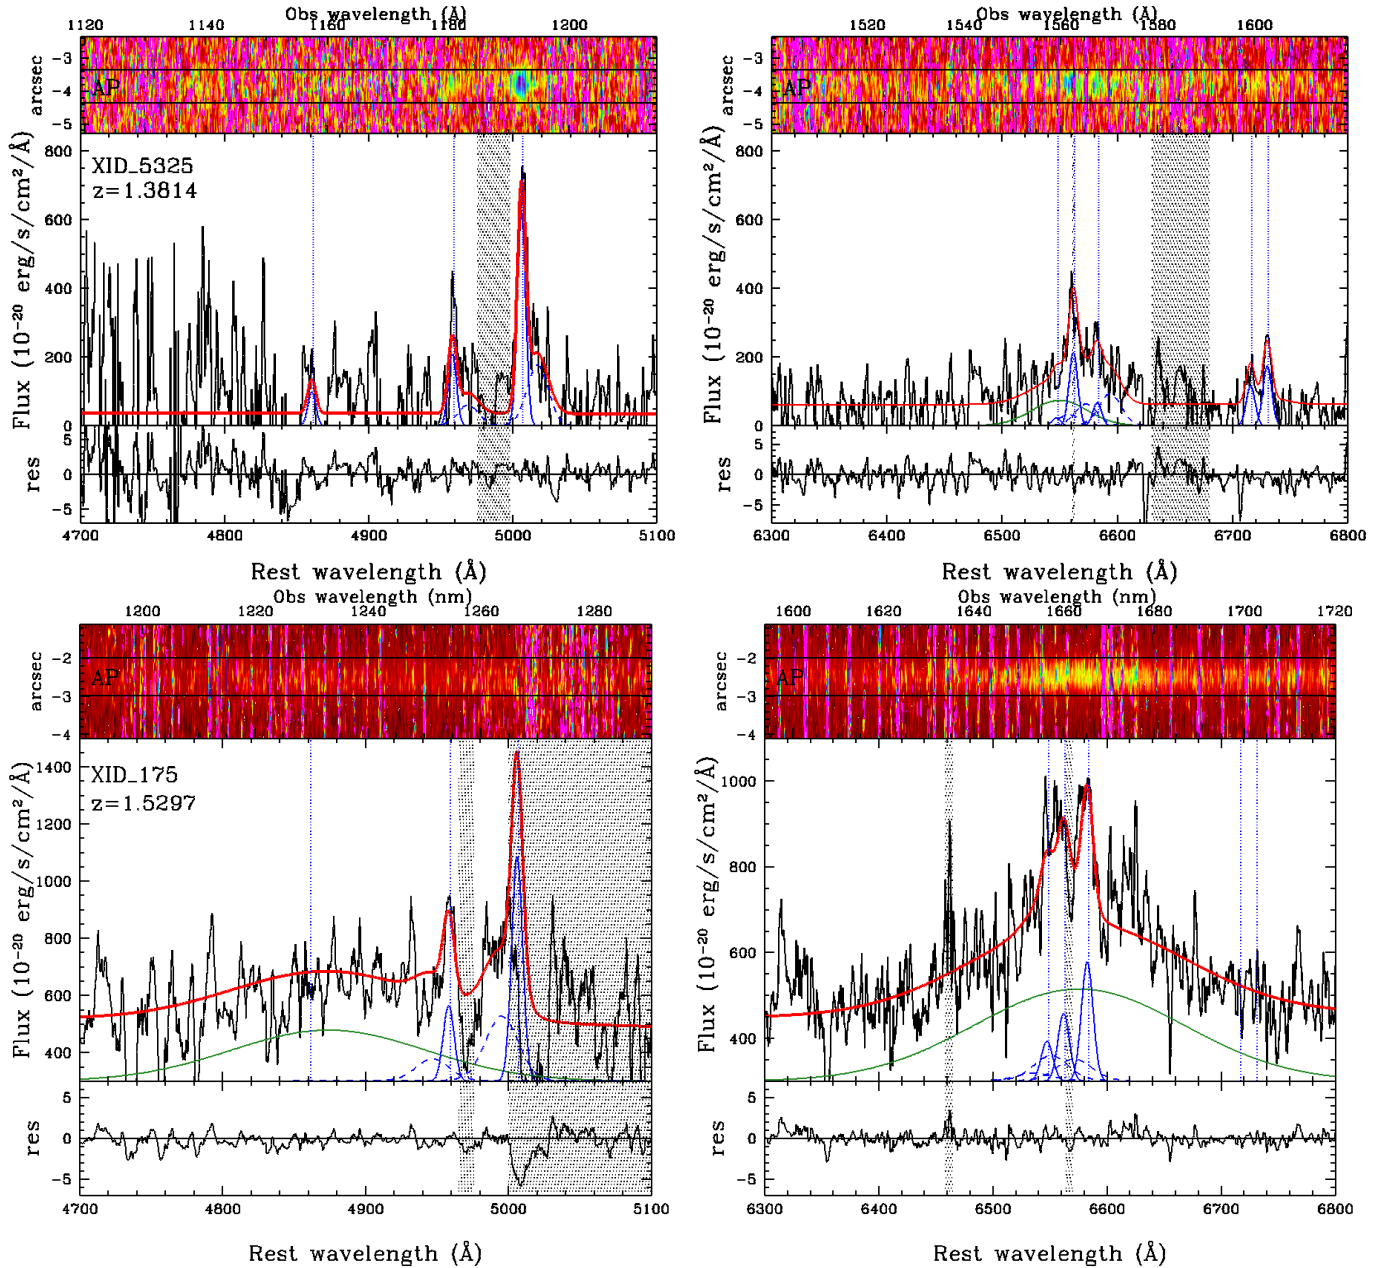 Obs wavelength (Å)
1120 1140 1160 1180 1200
arcsec
-3
-4
-5
AP
Flux (10⁻²⁰ erg/s/cm²/Å)
800
600
400
200
0
XID_5325
z=1.3814
res
5
0
-5
4700 4800 4900 5000 5100
Rest wavelength (Å)
Obs wavelength (Å)
1520 1540 1560 1580 1600
arcsec
-3
-4
-5
AP
Flux (10⁻²⁰ erg/s/cm²/Å)
800
600
400
200
0
res
5
0
-5
6300 6400 6500 6600 6700 6800
Rest wavelength (Å)
Obs wavelength (nm)
1200 1220 1240 1260 1280
arcsec
-2
-3
-4
AP
Flux (10⁻²⁰ erg/s/cm²/Å)
1400
1200
1000
800
600
400
XID_175
z=1.5297
res
5
0
-5
4700 4800 4900 5000 5100
Rest wavelength (Å)
Obs wavelength (nm)
1600 1620 1640 1660 1680 1700 1720
arcsec
-2
-3
-4
AP
Flux (10⁻²⁰ erg/s/cm²/Å)
1000
800
600
400
res
5
0
-5
6300 6400 6500 6600 6700 6800
Rest wavelength (Å)